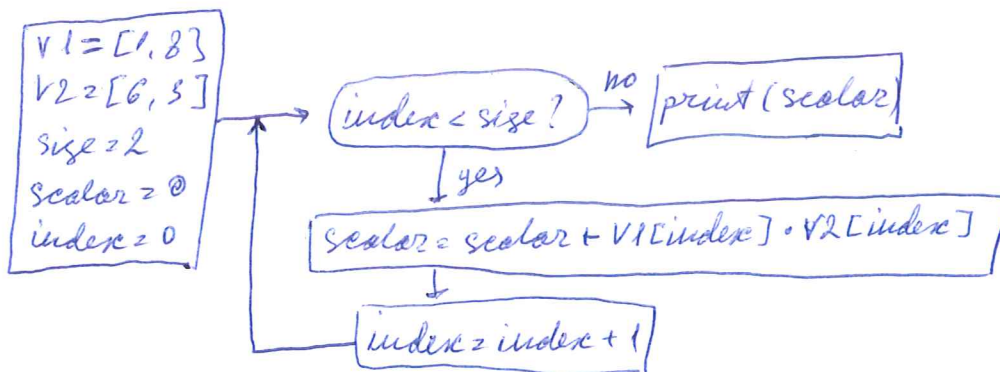 v1=[1,8]
V2=[6,5]
size=2
scalar=0
index=0
index<size?
no
print(scalar)
yes
scalar=scalar+V1[index]·V2[index]
index=index+1